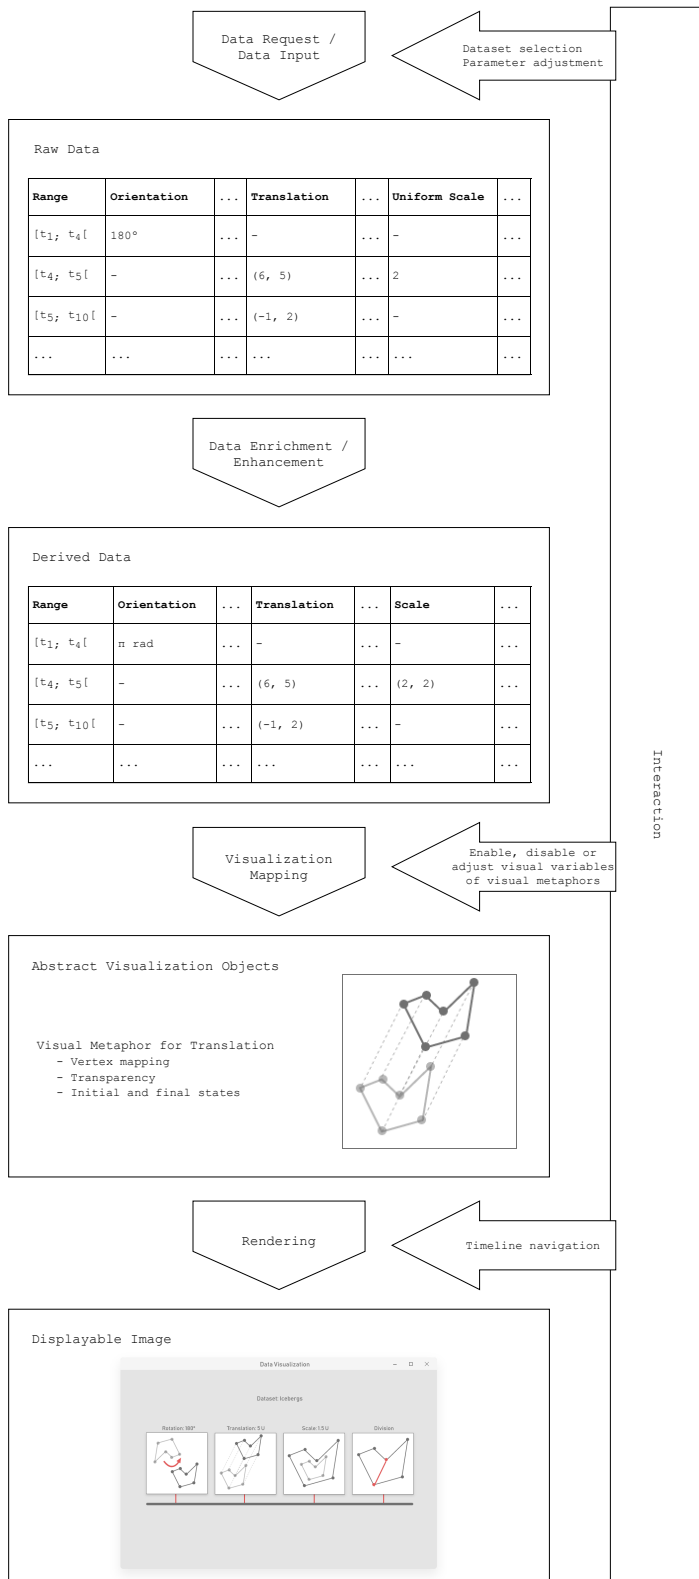 Data Request /
Data Input
Dataset selection
Parameter adjustment
Raw Data
Range Orientation ... Translation ... Uniform Scale ...
[t1; t4[ 180° ... - ... - ...
[t4; t5[ - ... (6, 5) ... 2 ...
[t5; t10[ - ... (-1, 2) ... - ...
... ... ... ... ... ... ...
Data Enrichment /
Enhancement
Derived Data
Range Orientation ... Translation ... Scale ...
[t1; t4[ π rad ... - ... - ...
[t4; t5[ - ... (6, 5) ... (2, 2) ...
[t5; t10[ - ... (-1, 2) ... - ...
... ... ... ... ... ... ...
Interaction
Visualization
Mapping
Enable, disable or
adjust visual variables
of visual metaphors
Abstract Visualization Objects
Visual Metaphor for Translation
- Vertex mapping
- Transparency
- Initial and final states
Rendering
Timeline navigation
Displayable Image
Data Visualization
Dataset Icebergs
Rotation: 180° Translation: 5 U Scale: 1.5 U Division